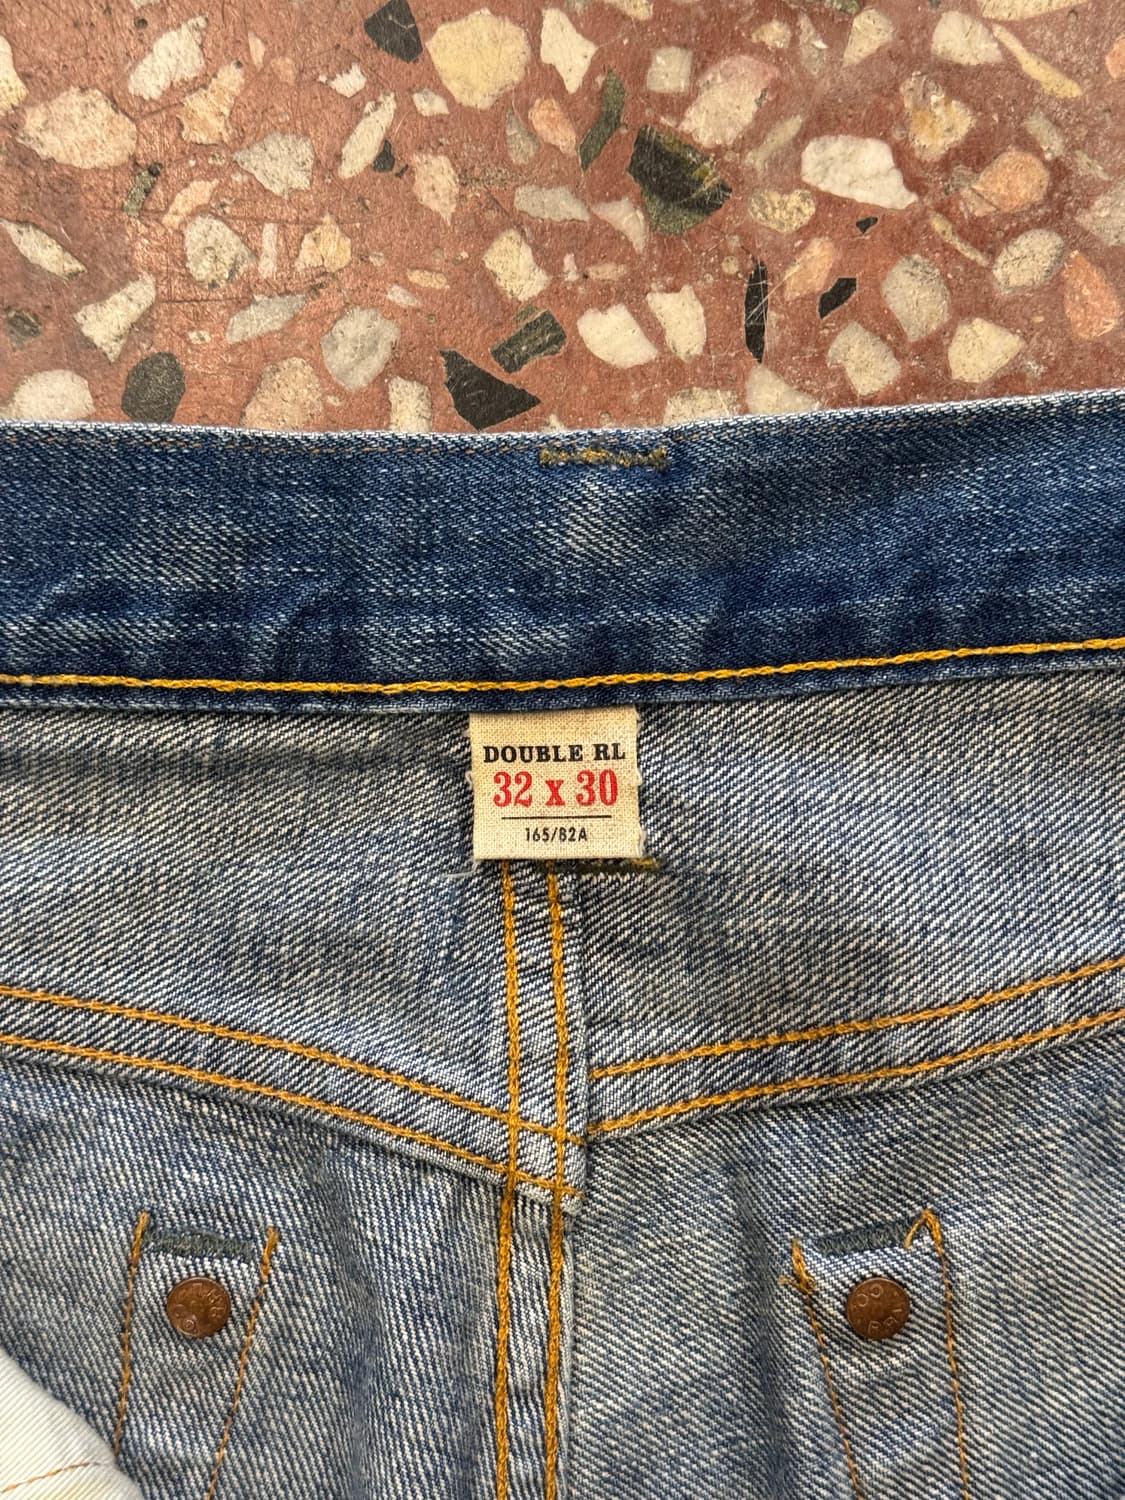 DOUBLE RL
32 x 30
165/82A